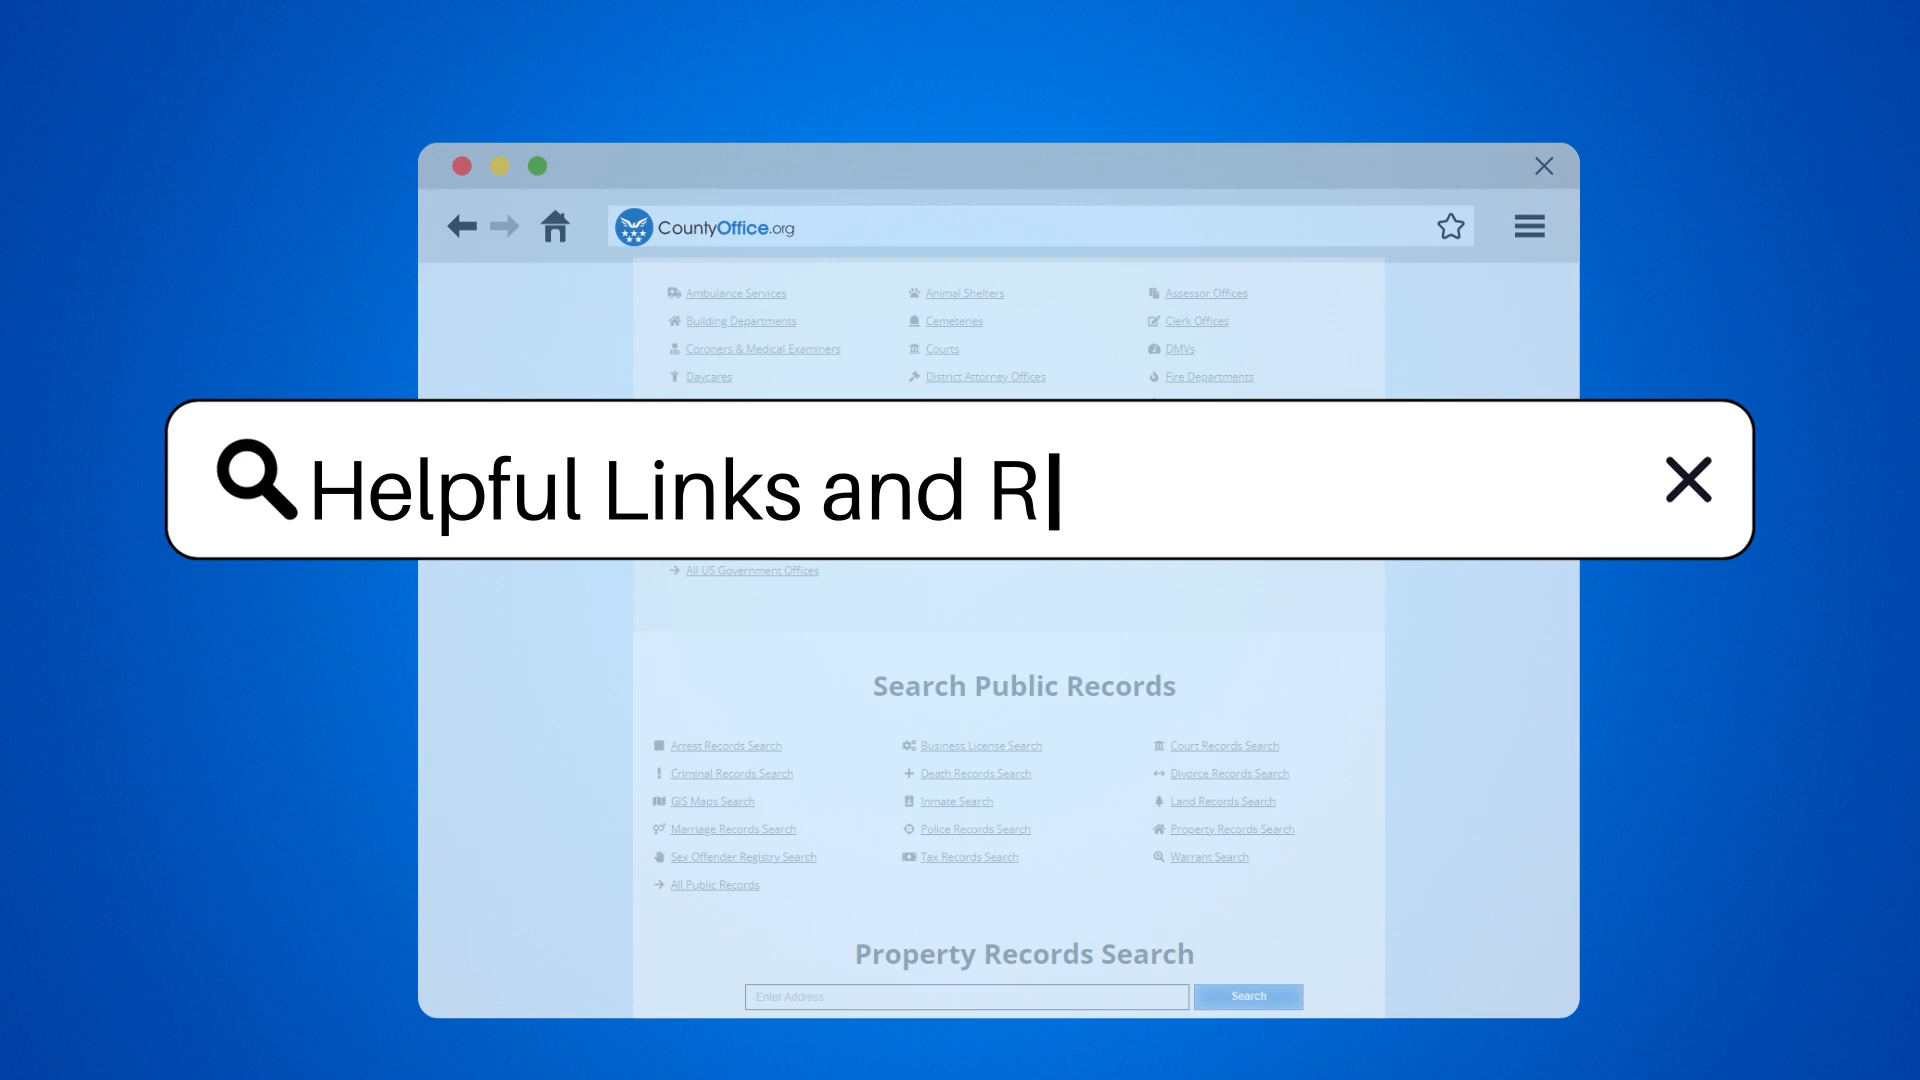 CountyOffice.org
Ambulance Services Animal Shelters Assessor Offices
Building Departments Cemeteries Clerk Offices
Coroners & Medical Examiners Courts DMVs
Daycares District Attorney Offices Fire Departments
Helpful Links and R
All US Government Offices
Search Public Records
Arrest Records Search Business License Search Court Records Search
Criminal Records Search Death Records Search Divorce Records Search
GIS Maps Search Inmate Search Land Records Search
Marriage Records Search Police Records Search Property Records Search
Sex Offender Registry Search Tax Records Search Warrant Search
All Public Records
Property Records Search
Enter Address Search